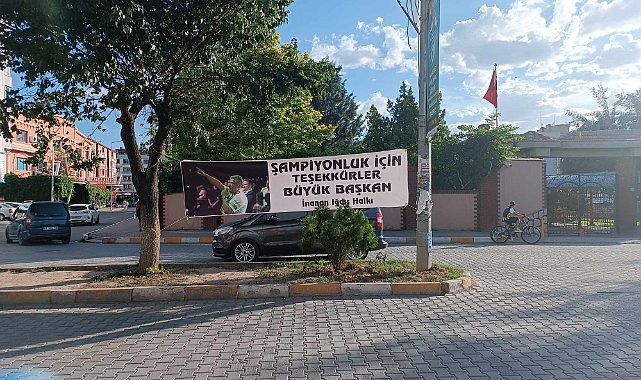 ŞAMPİYONLUK İÇİN
TEŞEKKÜRLER
BÜYÜK BAŞKAN
İnanan Iğdır Halkı